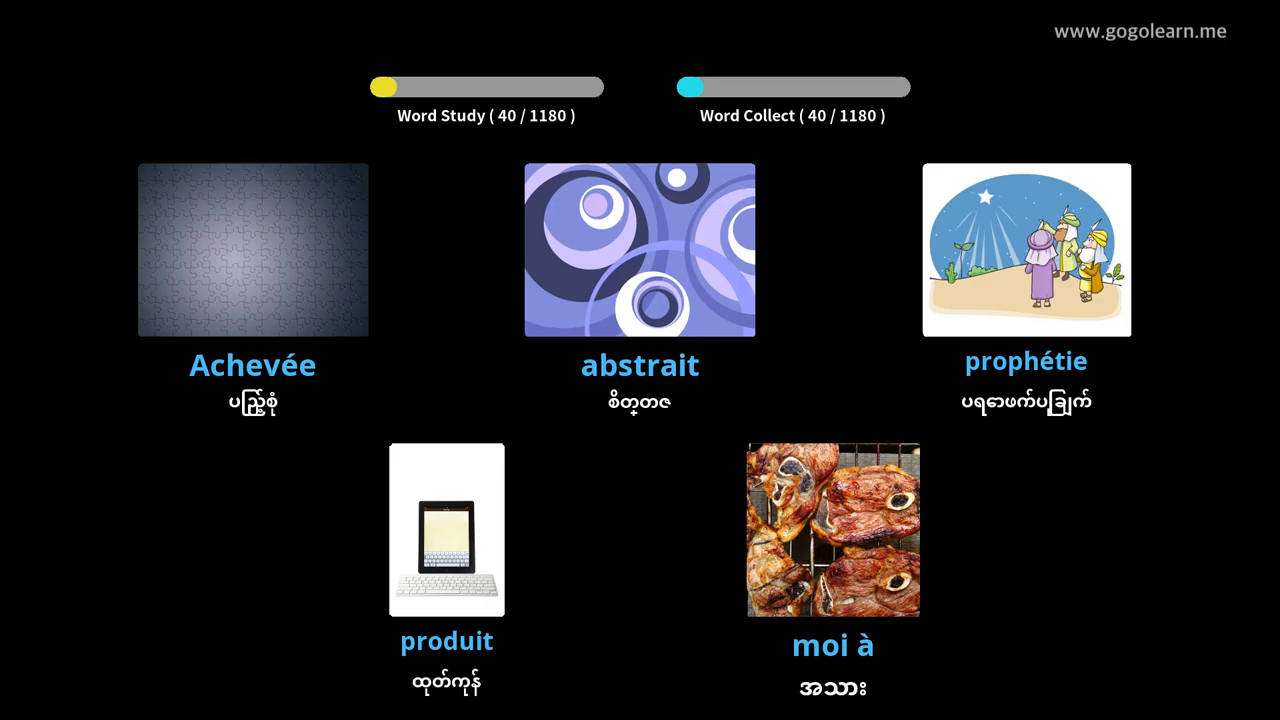 www.gogolearn.me
Word Study ( 40 / 1180 )
Word Collect ( 40 / 1180 )
Achevée
ပြည့်စုံ
abstrait
စိတ္တဇ
prophétie
ပရောဖက်ပြုချက်
produit
ထုတ်ကုန်
moi à
အသား